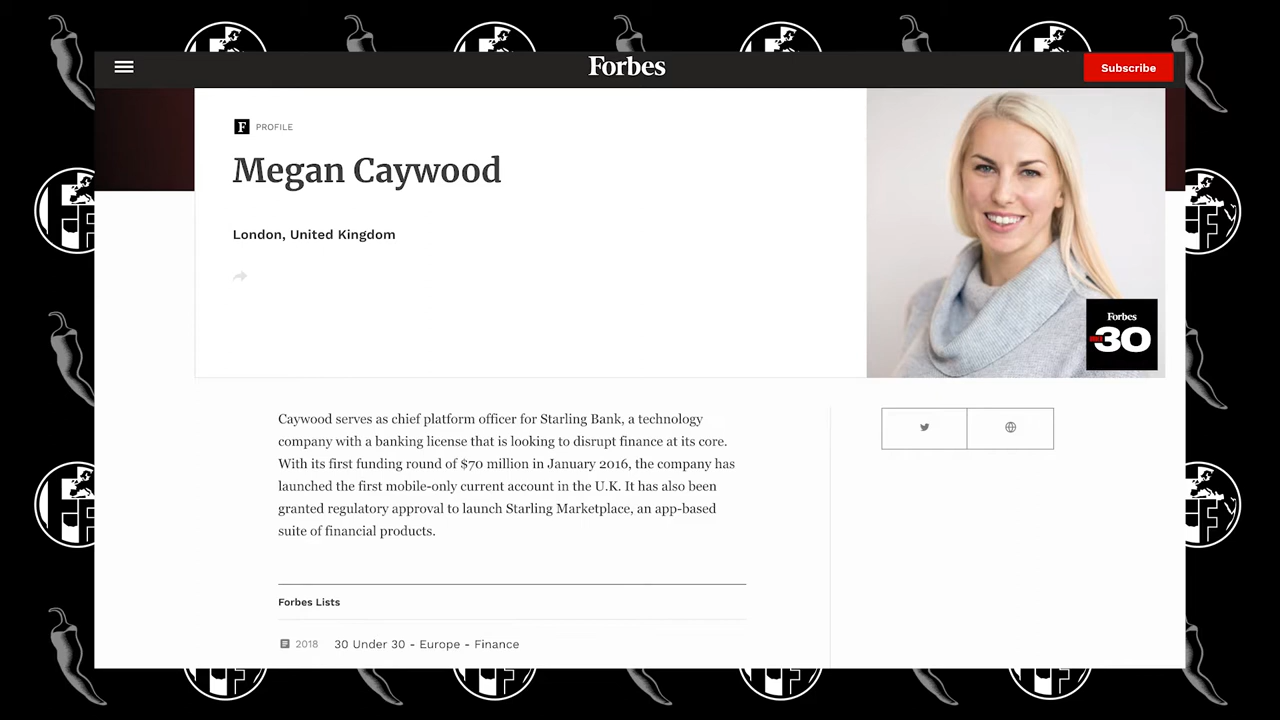 Forbes
Subscribe
F PROFILE
Megan Caywood
London, United Kingdom
Forbes
30
Caywood serves as chief platform officer for Starling Bank, a technology
company with a banking license that is looking to disrupt finance at its core.
With its first funding round of $70 million in January 2016, the company has
launched the first mobile-only current account in the U.K. It has also been
granted regulatory approval to launch Starling Marketplace, an app-based
suite of financial products.
Forbes Lists
2018 30 Under 30 - Europe - Finance